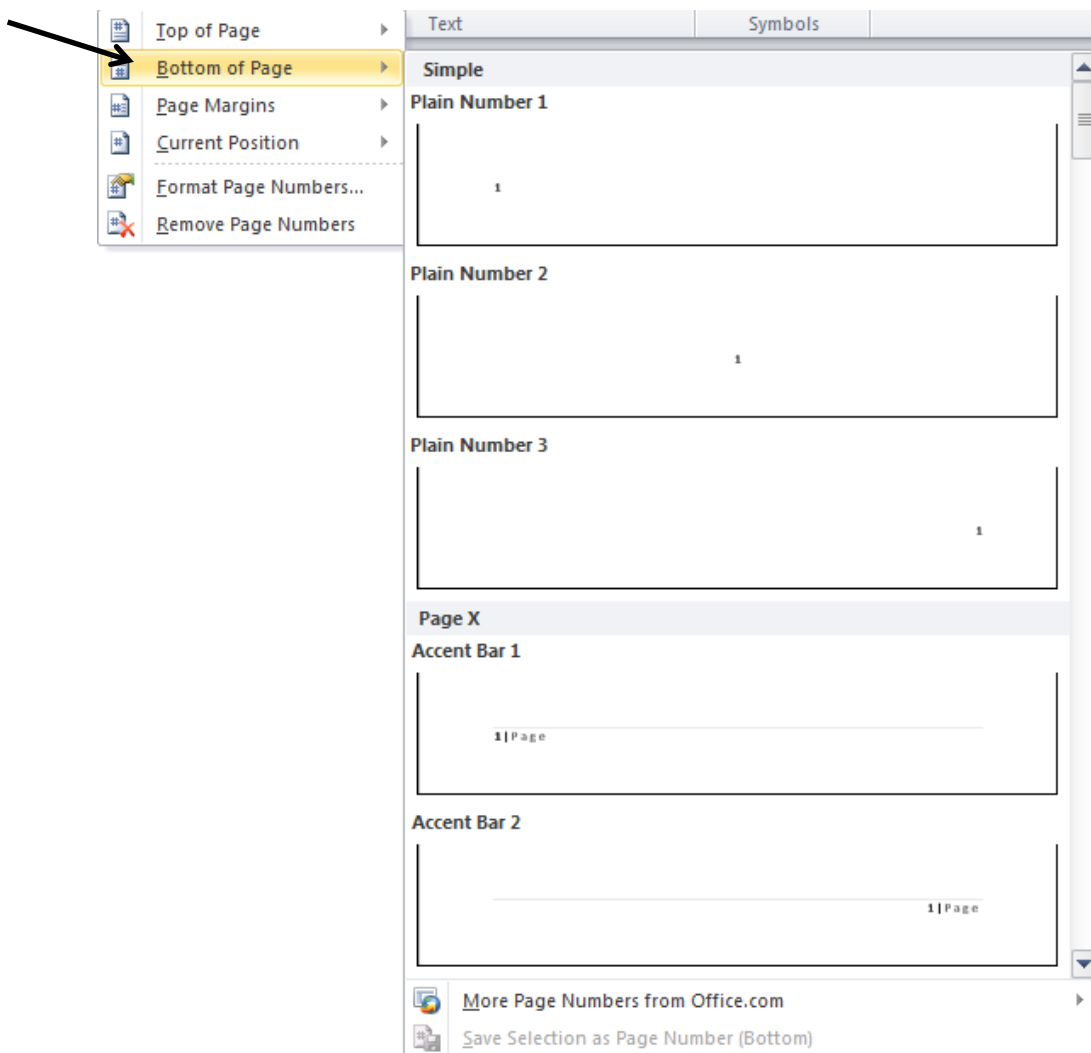 Top of Page
Bottom of Page
Page Margins
Current Position
Format Page Numbers...
Remove Page Numbers
Text Symbols
Simple
Plain Number 1
1
Plain Number 2
1
Plain Number 3
1
Page X
Accent Bar 1
1|Page
Accent Bar 2
1|Page
More Page Numbers from Office.com
Save Selection as Page Number (Bottom)